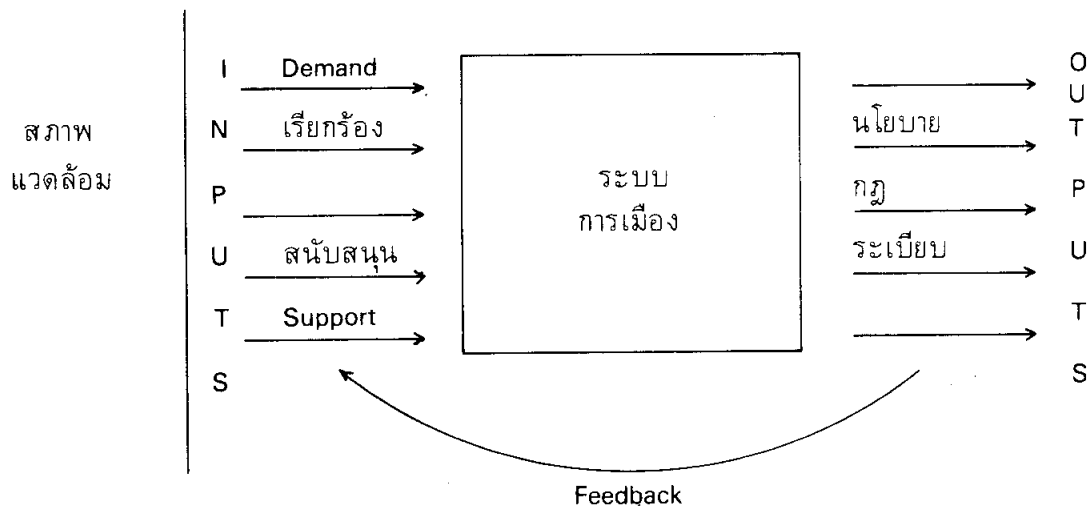 สภาพ
แวดล้อม
INPUTS
Demand
เรียกร้อง
สนับสนุน
Support
ระบบ
การเมือง
นโยบาย
กฎ
ระเบียบ
OUTPUTS
Feedback